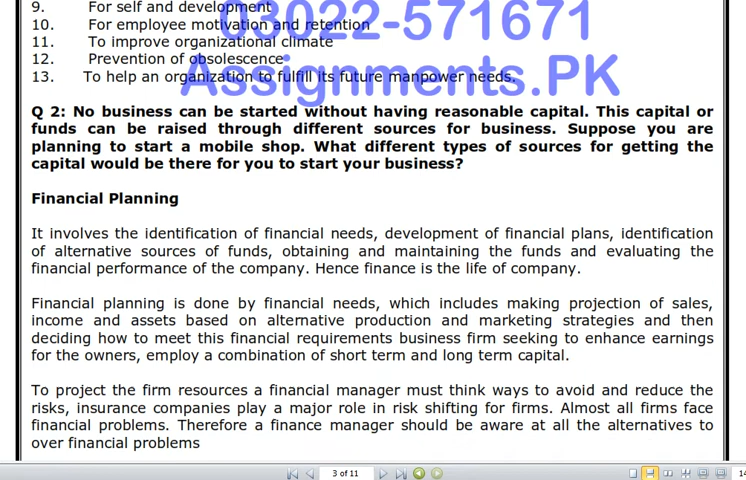 03022-571671
Assignments.PK
9. For self and development
10. For employee motivation and retention
11. To improve organizational climate
12. Prevention of obsolescence
13. To help an organization to fulfill its future manpower needs.
Q 2: No business can be started without having reasonable capital. This capital or
funds can be raised through different sources for business. Suppose you are
planning to start a mobile shop. What different types of sources for getting the
capital would be there for you to start your business?
Financial Planning
It involves the identification of financial needs, development of financial plans, identification
of alternative sources of funds, obtaining and maintaining the funds and evaluating the
financial performance of the company. Hence finance is the life of company.
Financial planning is done by financial needs, which includes making projection of sales,
income and assets based on alternative production and marketing strategies and then
deciding how to meet this financial requirements business firm seeking to enhance earnings
for the owners, employ a combination of short term and long term capital.
To project the firm resources a financial manager must think ways to avoid and reduce the
risks, insurance companies play a major role in risk shifting for firms. Almost all firms face
financial problems. Therefore a finance manager should be aware at all the alternatives to
over financial problems
3 of 11
14